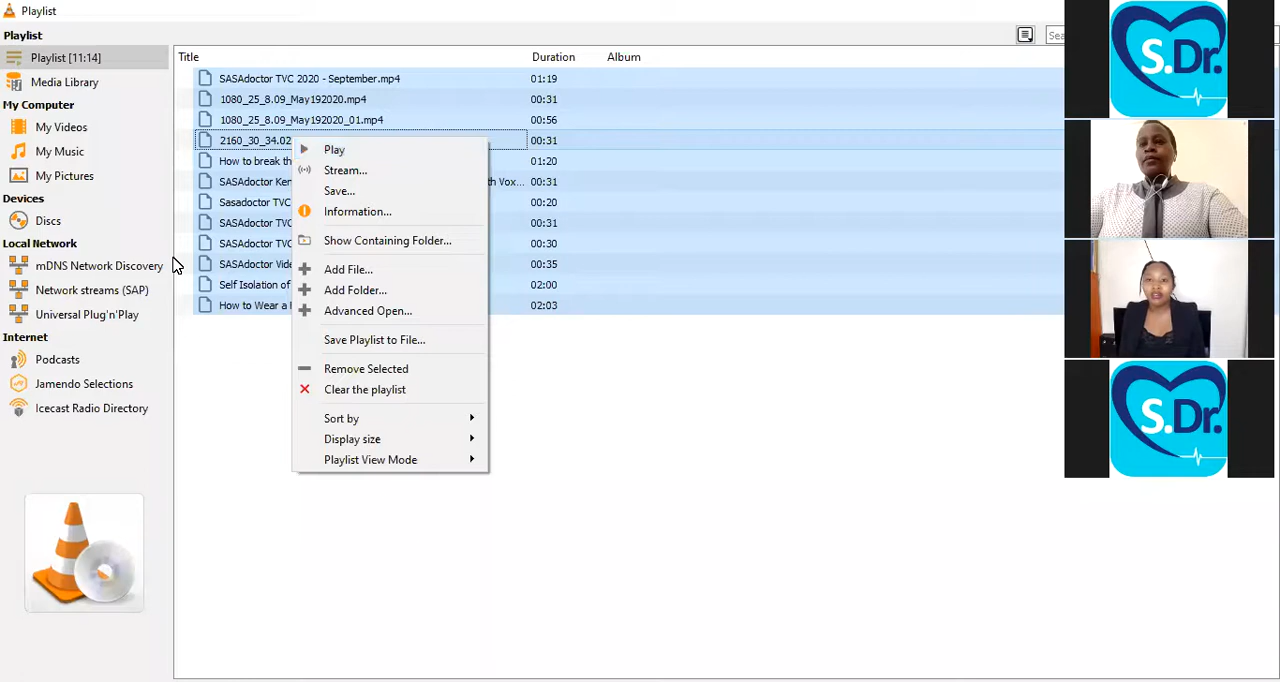 Playlist
Playlist
Playlist [11:14]
Media Library
My Computer
My Videos
My Music
My Pictures
Devices
Discs
Local Network
mDNS Network Discovery
Network streams (SAP)
Universal Plug'n'Play
Internet
Podcasts
Jamendo Selections
Icecast Radio Directory
Title Duration Album
SASAdoctor TVC 2020 - September.mp4 01:19
1080_25_8.09_May192020.mp4 00:31
1080_25_8.09_May192020_01.mp4 00:56
2160_30_34.02 00:31
How to break th 01:20
SASAdoctor Ken th Vox... 00:31
Sasadoctor TVC 00:20
SASAdoctor TVC 00:31
SASAdoctor TVC 00:30
SASAdoctor Vide 00:35
Self Isolation of 02:00
How to Wear a 02:03
Play
Stream...
Save...
Information...
Show Containing Folder...
Add File...
Add Folder...
Advanced Open...
Save Playlist to File...
Remove Selected
Clear the playlist
Sort by
Display size
Playlist View Mode
Sea
S.Dr.
S.Dr.